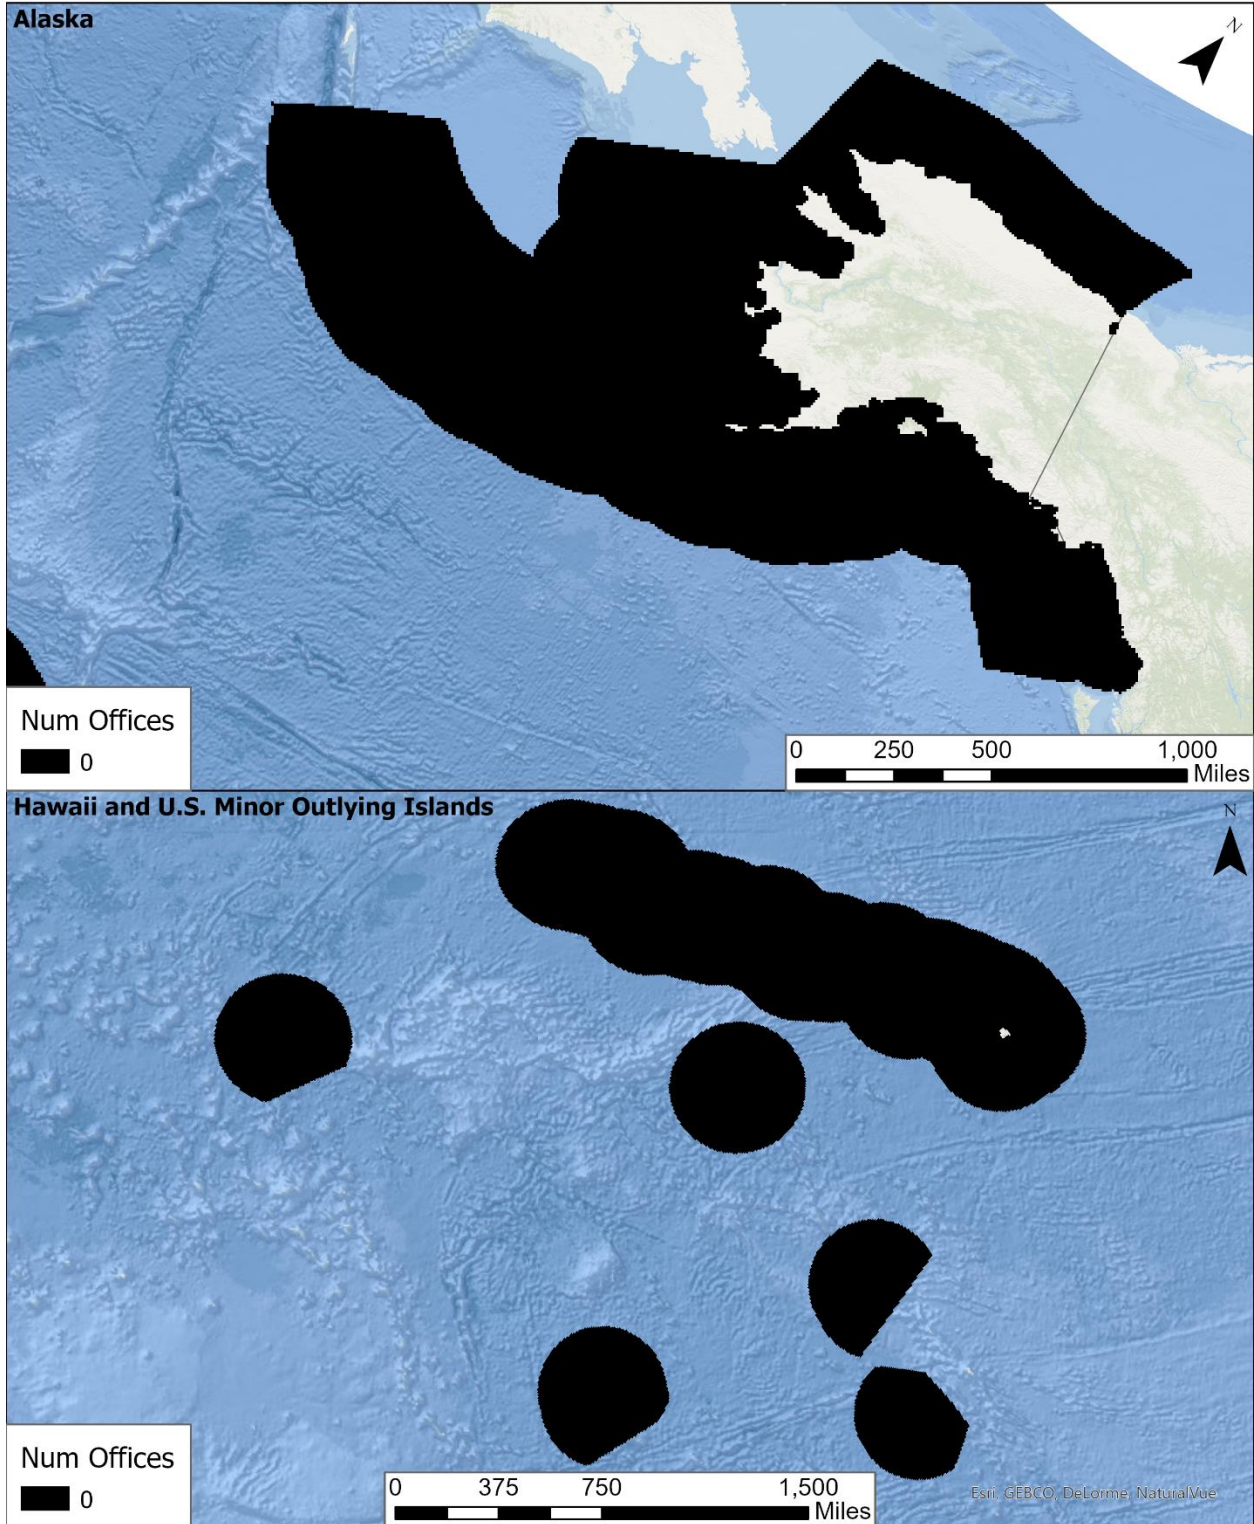 Alaska
N
Num Offices
0
0 250 500 1,000
Miles
Hawaii and U.S. Minor Outlying Islands
N
Num Offices
0
0 375 750 1,500
Miles
Esri, GEBCO, DeLorme, NaturalVue